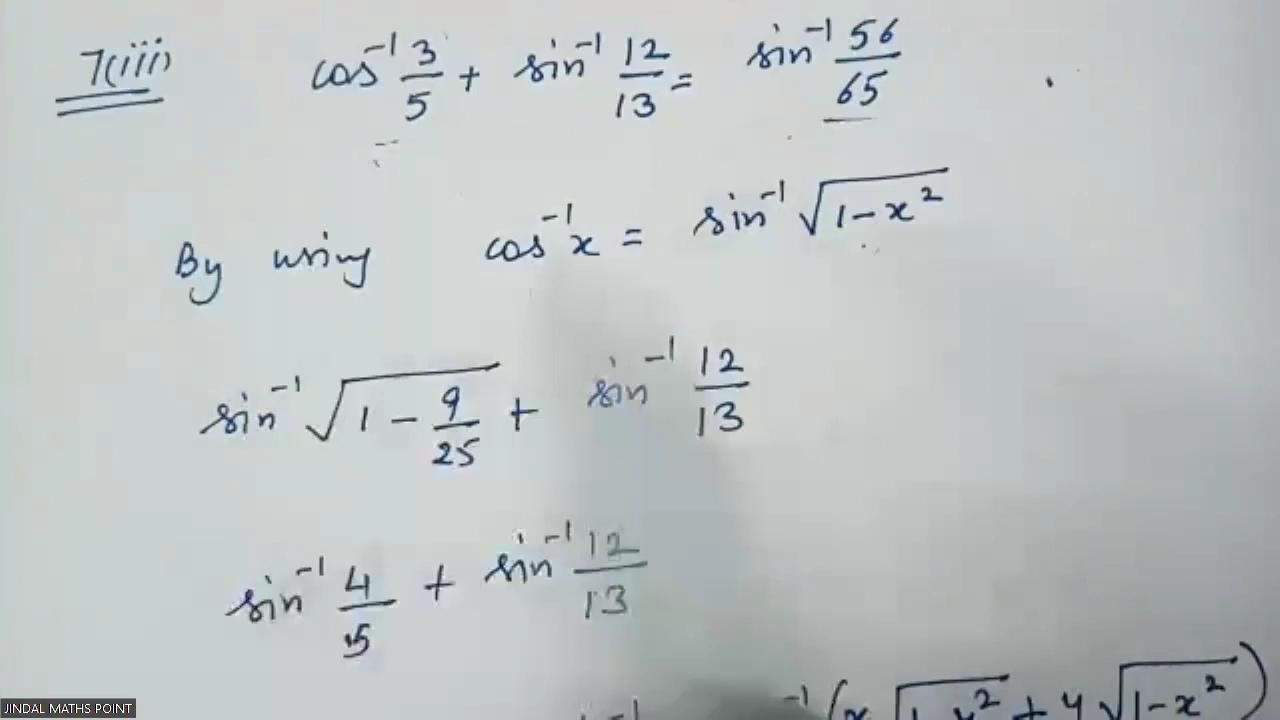 7(iii) cos⁻¹ 3/5 + sin⁻¹ 12/13 = sin⁻¹ 56/65
By using cos⁻¹x = sin⁻¹ √(1-x²)
sin⁻¹ √(1 - 9/25) + sin⁻¹ 12/13
sin⁻¹ 4/5 + sin⁻¹ 12/13
JINDAL MATHS POINT